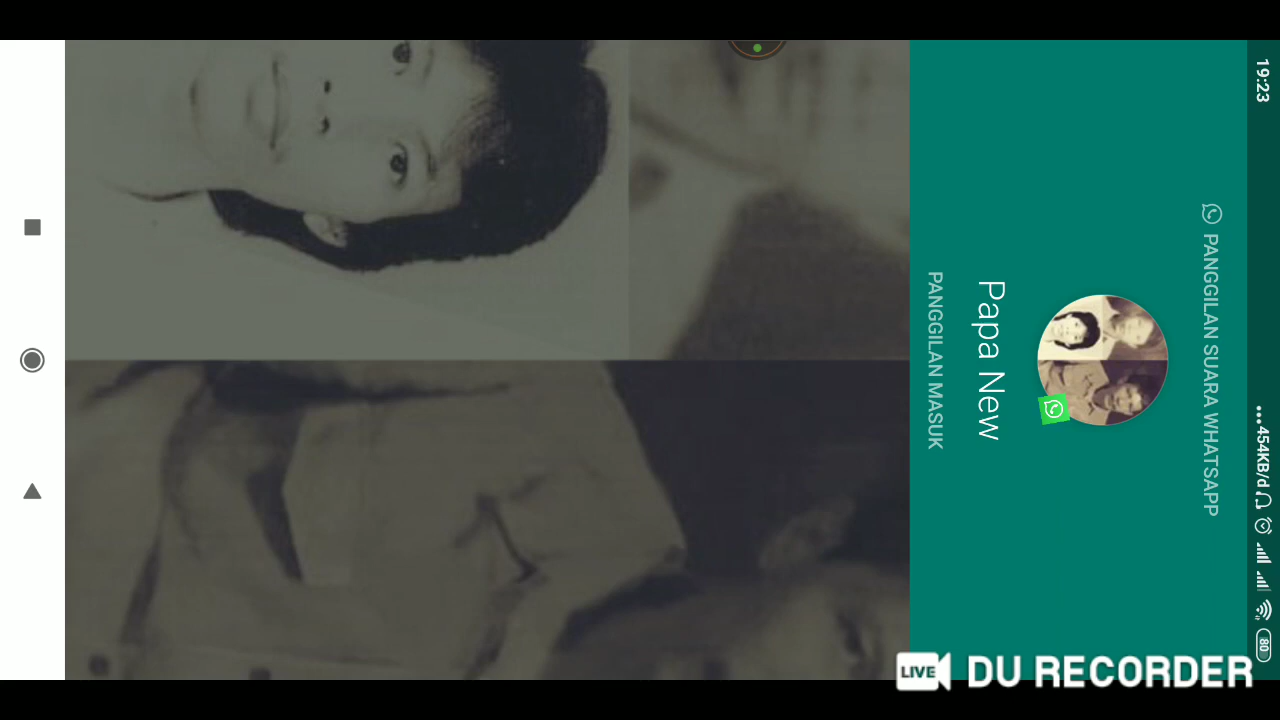 19:23
...454KB/d
80
PANGGILAN SUARA WHATSAPP
Papa New
PANGGILAN MASUK
LIVE DU RECORDER